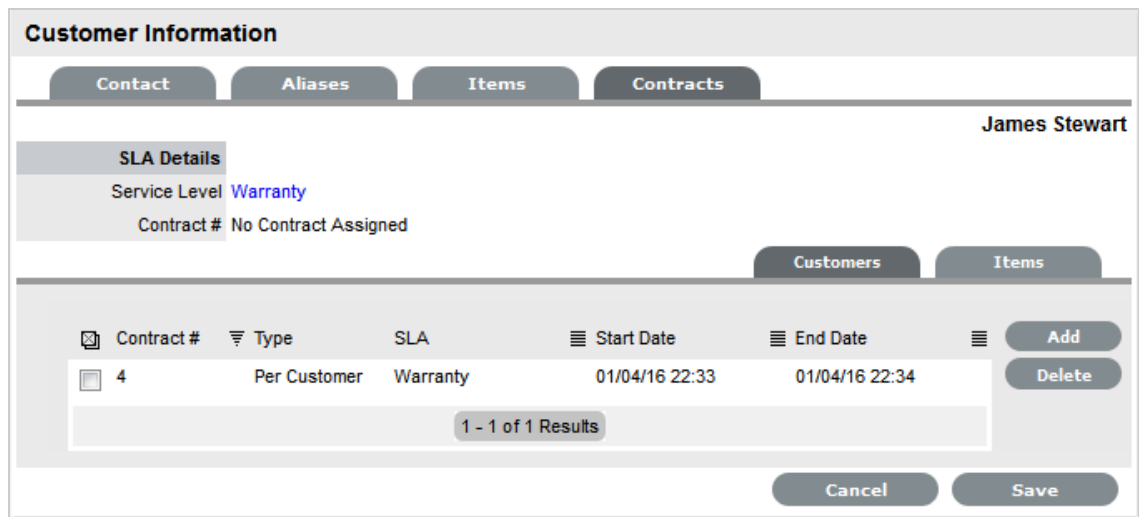 Customer Information
Contact Aliases Items Contracts
James Stewart
SLA Details
Service Level Warranty
Contract # No Contract Assigned
Customers Items
Contract # Type SLA Start Date End Date Add
4 Per Customer Warranty 01/04/16 22:33 01/04/16 22:34 Delete
1 - 1 of 1 Results
Cancel Save